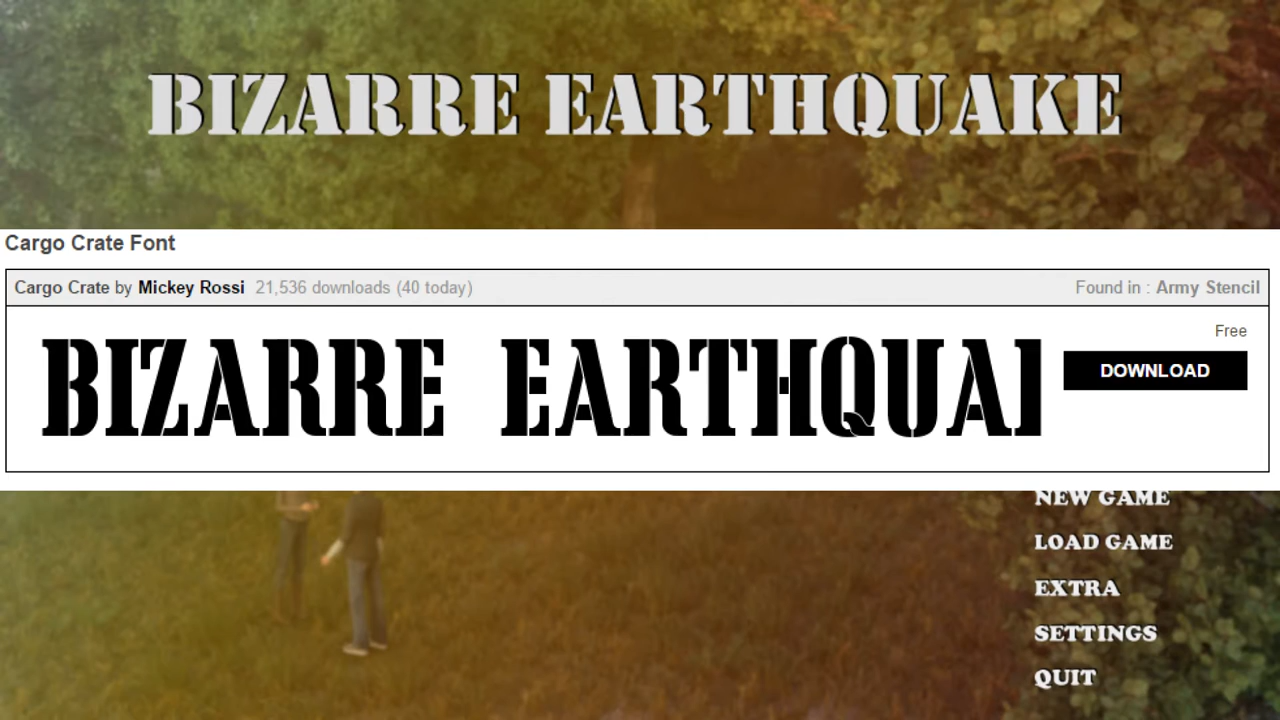 BIZARRE EARTHQUAKE
Cargo Crate Font
Cargo Crate by Mickey Rossi 21,536 downloads (40 today)
Found in : Army Stencil
Free
BIZARRE EARTHQUAI
DOWNLOAD
NEW GAME
LOAD GAME
EXTRA
SETTINGS
QUIT